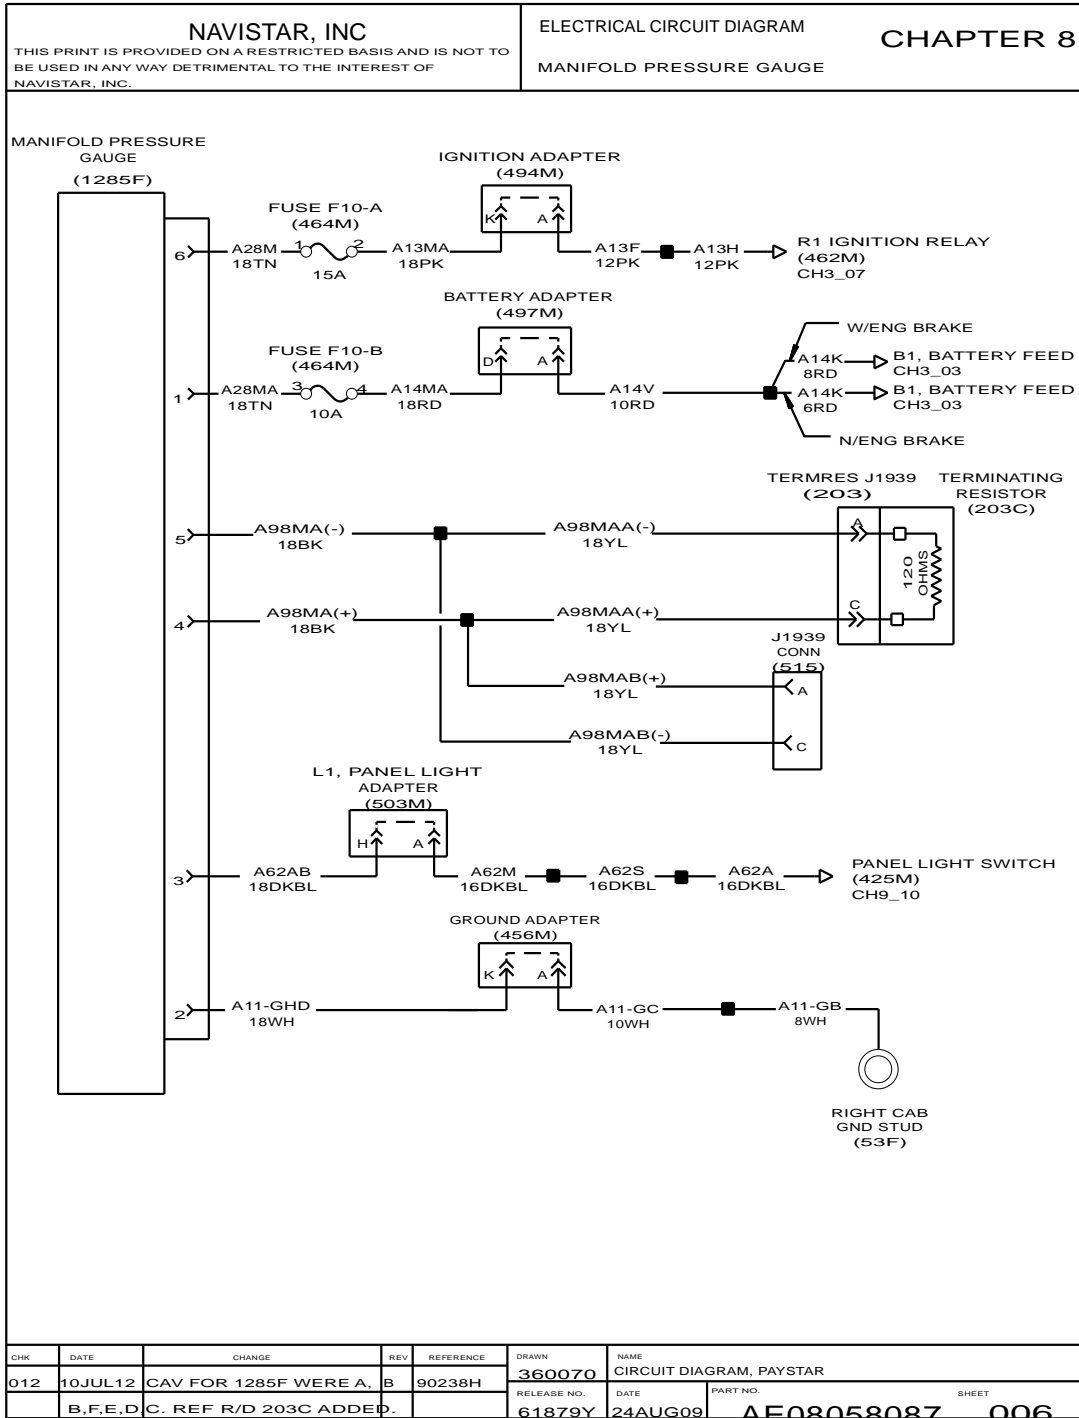 NAVISTAR, INC
THIS PRINT IS PROVIDED ON A RESTRICTED BASIS AND IS NOT TO
BE USED IN ANY WAY DETRIMENTAL TO THE INTEREST OF
NAVISTAR, INC.
ELECTRICAL CIRCUIT DIAGRAM
MANIFOLD PRESSURE GAUGE
CHAPTER 8
MANIFOLD PRESSURE
GAUGE
(1285F)
IGNITION ADAPTER
(494M)
K A
FUSE F10-A
(464M)
6 A28M 1 2 A13MA A13F A13H
18TN 15A 18PK 12PK 12PK
R1 IGNITION RELAY
(462M)
CH3_07
BATTERY ADAPTER
(497M)
D A
FUSE F10-B
(464M)
1 A28MA 3 4 A14MA A14V
18TN 10A 18RD 10RD
W/ENG BRAKE
A14K B1, BATTERY FEED
8RD CH3_03
A14K B1, BATTERY FEED
6RD CH3_03
N/ENG BRAKE
TERMRES J1939 TERMINATING
(203) RESISTOR
(203C)
5 A98MA(-) A98MAA(-) A
18BK 18YL
120
OHMS
4 A98MA(+) A98MAA(+) C
18BK 18YL
J1939
CONN
(515)
A98MAB(+) A
18YL
A98MAB(-) C
18YL
L1, PANEL LIGHT
ADAPTER
(503M)
H A
3 A62AB A62M A62S A62A
18DKBL 16DKBL 16DKBL 16DKBL
PANEL LIGHT SWITCH
(425M)
CH9_10
GROUND ADAPTER
(456M)
K A
2 A11-GHD A11-GC A11-GB
18WH 10WH 8WH
RIGHT CAB
GND STUD
(53F)
CHK DATE CHANGE REV REFERENCE
012 10JUL12 CAV FOR 1285F WERE A, B 90238H
B,F,E,D,C. REF R/D 203C ADDED.
DRAWN
360070
NAME
CIRCUIT DIAGRAM, PAYSTAR
RELEASE NO.
61879Y
DATE
24AUG09
PART NO.
AE08058087
SHEET
006